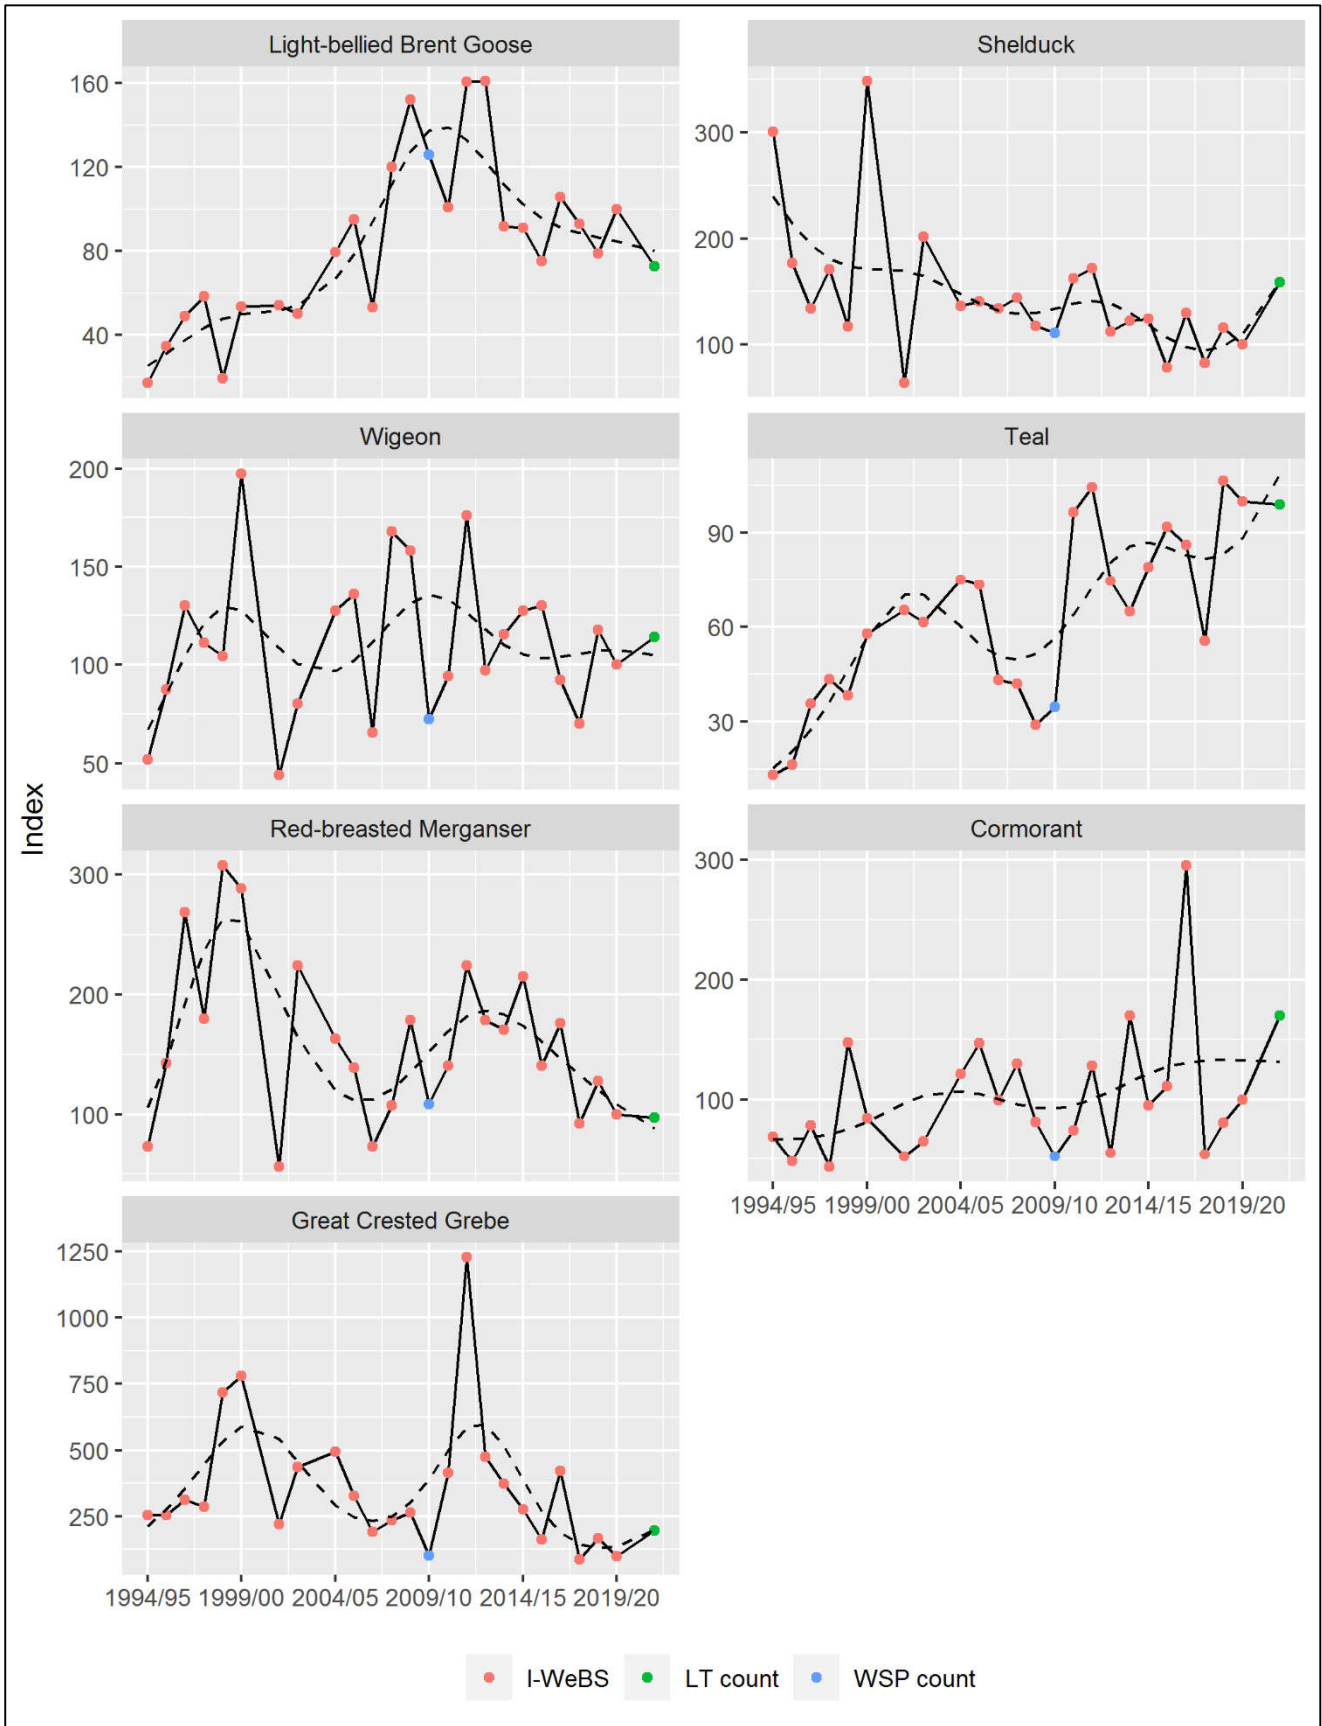 Light-bellied Brent Goose
Shelduck
160
120
80
40
300
200
100
Wigeon
Teal
200
150
100
50
90
60
30
Index
Red-breasted Merganser
Cormorant
300
200
100
300
200
100
1994/95 1999/00 2004/05 2009/10 2014/15 2019/20
Great Crested Grebe
1250
1000
750
500
250
1994/95 1999/00 2004/05 2009/10 2014/15 2019/20
I-WeBS LT count WSP count